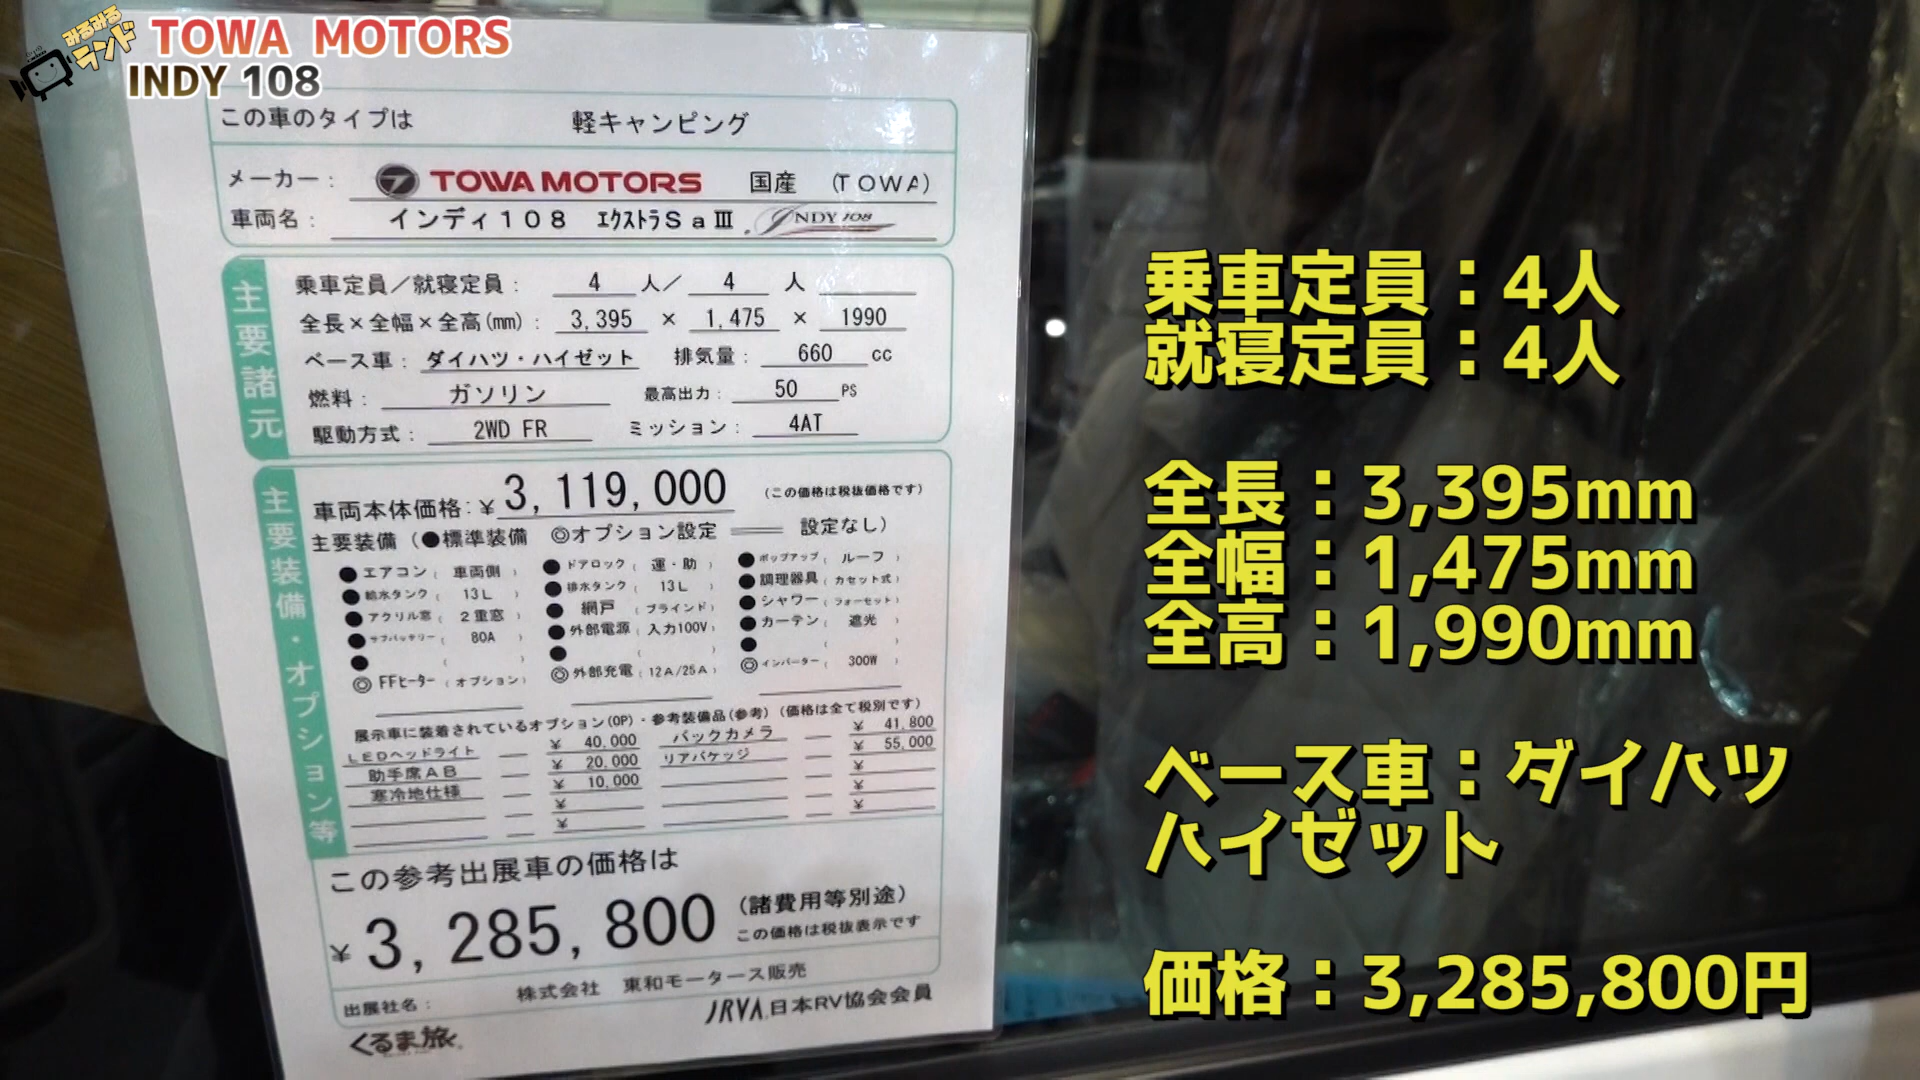 みるみる
ランド
TOWA MOTORS
INDY 108
この車のタイプは 軽キャンピング
メーカー： TOWA MOTORS 国産 (TOWA)
車両名： インディ108 ｴｸｽﾄﾗSaⅢ INDY 108
主要諸元
乗車定員／就寝定員： 4 人／ 4 人
全長×全幅×全高(mm)： 3,395 × 1,475 × 1990
ベース車： ダイハツ・ハイゼット 排気量： 660 cc
燃料： ガソリン 最高出力： 50 PS
駆動方式： 2WD FR ミッション： 4AT
主要装備・オプション等
車両本体価格：¥3,119,000 (この価格は税抜価格です)
主要装備（●標準装備 ◎オプション設定 ── 設定なし）
●エアコン（車両側） ●ドアロック（運・助） ●ポップアップ（ルーフ）
●給水タンク（13L） ●排水タンク（13L） ●調理器具（カセット式）
●アクリル窓（２重窓） ●網戸（ブラインド） ●シャワー（フォーセット）
●サブバッテリー（80A） ●外部電源（入力100V） ●カーテン（遮光）
●（ ） ●（ ） ●（ ）
◎FFヒーター（オプション） ◎外部充電（12A/25A） ◎インバーター（300W）
展示車に装着されているオプション(OP)・参考装備品(参考)（価格は全て税別です）
LEDヘッドライト ― ¥ 40,000 バックカメラ ― ¥ 41,800
助手席AB ― ¥ 20,000 リアパケッジ ― ¥ 55,000
寒冷地仕様 ― ¥ 10,000 ― ¥
― ¥ ― ¥
― ¥ ― ¥
この参考出展車の価格は
¥3,285,800 （諸費用等別途）
この価格は税抜表示です
出展社名： 株式会社 東和モータース販売
くるま旅 JRVA 日本RV協会会員
乗車定員：4人
就寝定員：4人
全長：3,395mm
全幅：1,475mm
全高：1,990mm
ベース車：ダイハツ
ハイゼット
価格：3,285,800円